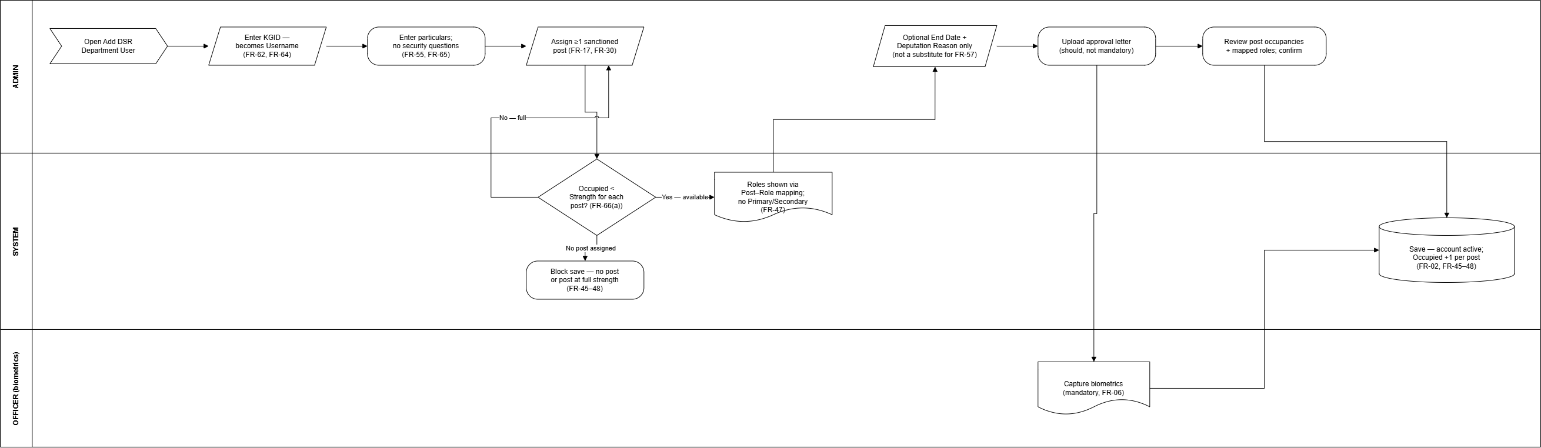 ADMIN
Open Add DSR
Department User
Enter KGID —
becomes Username
(FR-62, FR-64)
Enter particulars;
no security questions
(FR-55, FR-65)
Assign ≥1 sanctioned
post (FR-17, FR-30)
Optional End Date +
Deputation Reason only
(not a substitute for FR-57)
Upload approval letter
(should, not mandatory)
Review post occupancies
+ mapped roles; confirm
No — full
SYSTEM
Occupied <
Strength for each
post? (FR-66(a))
Yes — available
Roles shown via
Post–Role mapping;
no Primary/Secondary
(FR-47)
No post assigned
Block save — no post
or post at full strength
(FR-45–48)
Save — account active;
Occupied +1 per post
(FR-02, FR-45–48)
OFFICER (biometrics)
Capture biometrics
(mandatory, FR-06)